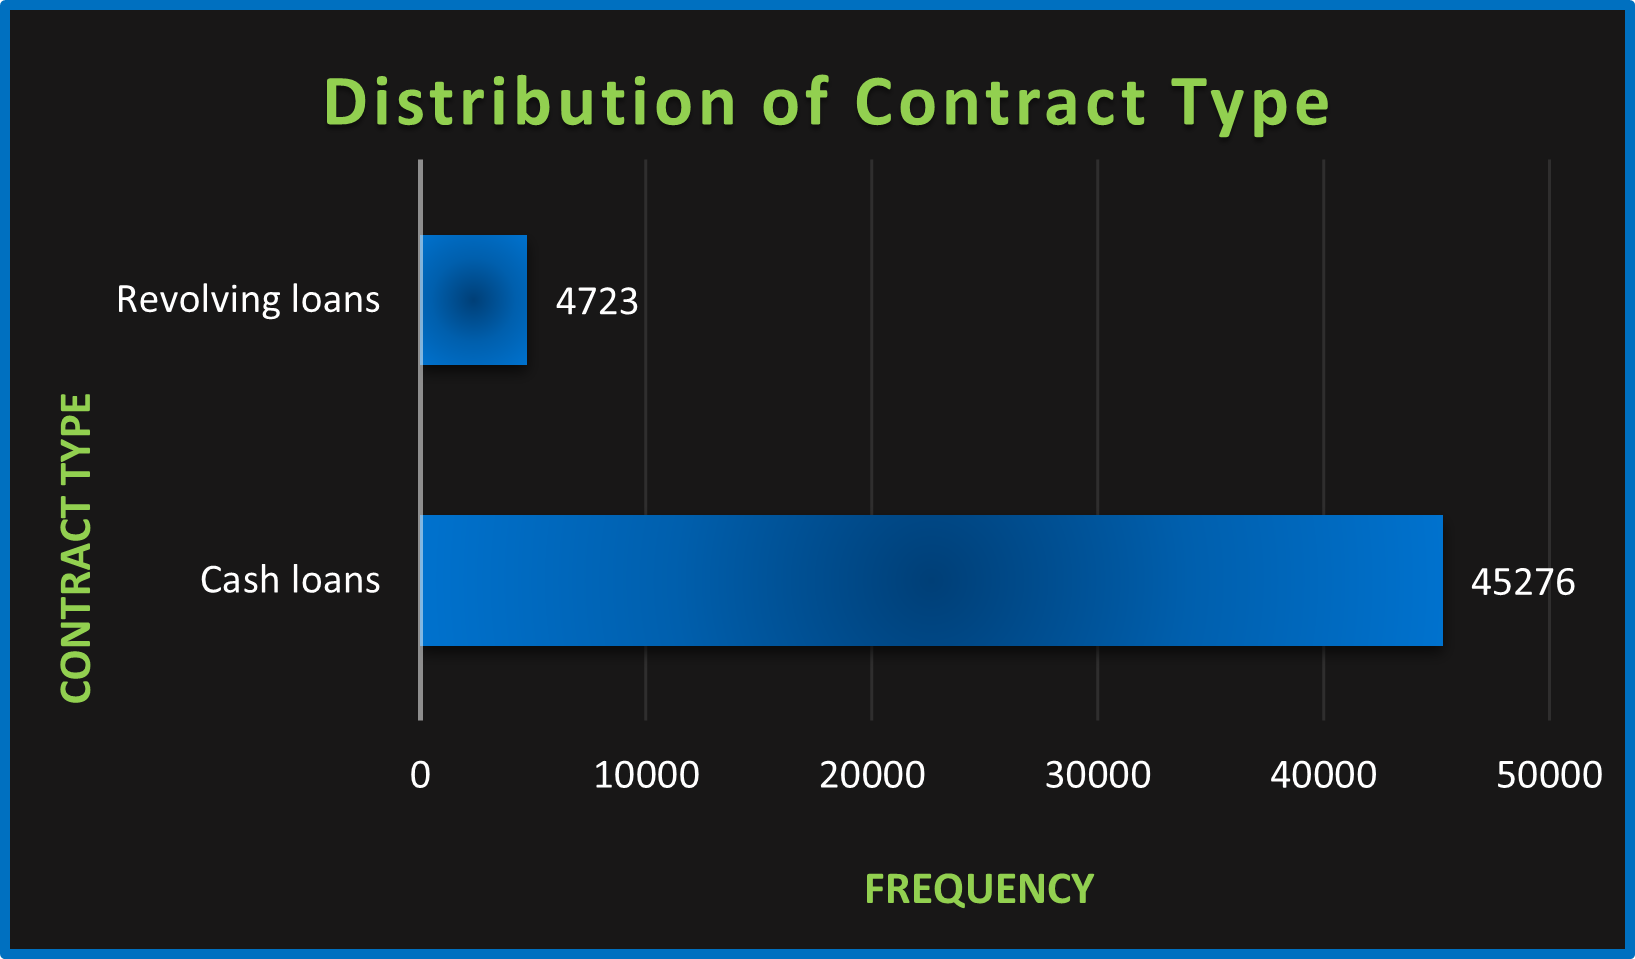 Distribution of Contract Type
Revolving loans
4723
Cash loans
45276
CONTRACT TYPE
0 10000 20000 30000 40000 50000
FREQUENCY